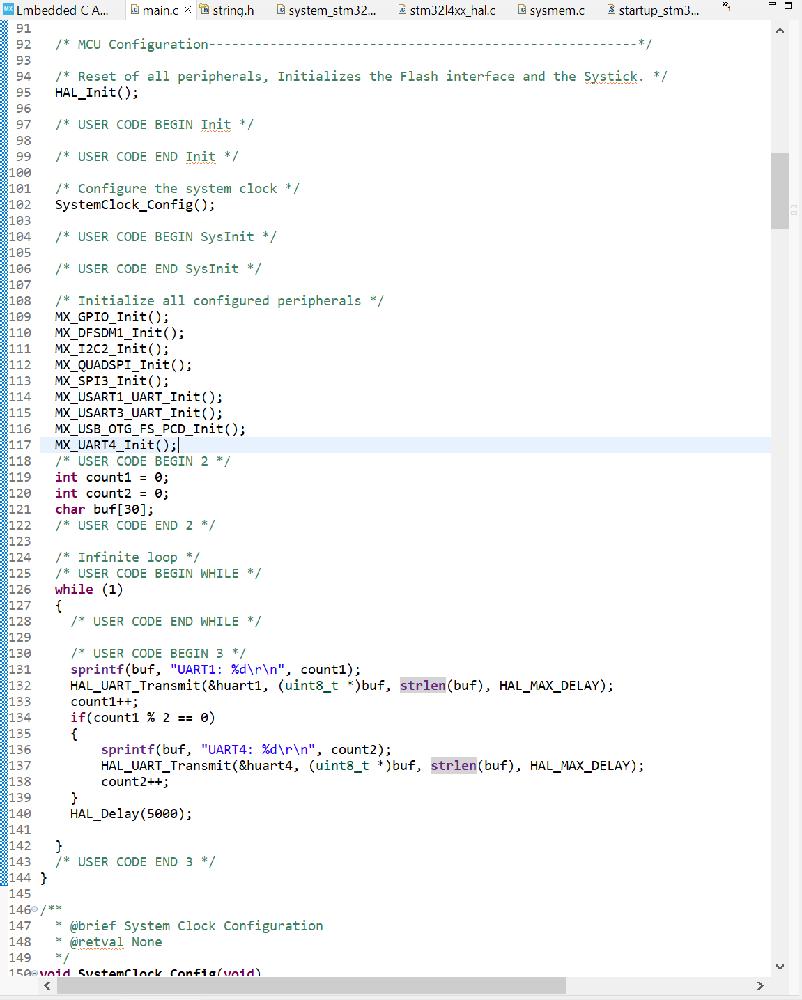 MX Embedded C A... main.c string.h system_stm32... stm32l4xx_hal.c sysmem.c startup_stm3... »1
91
92 /* MCU Configuration--------------------------------------------------------*/
93
94 /* Reset of all peripherals, Initializes the Flash interface and the Systick. */
95 HAL_Init();
96
97 /* USER CODE BEGIN Init */
98
99 /* USER CODE END Init */
100
101 /* Configure the system clock */
102 SystemClock_Config();
103
104 /* USER CODE BEGIN SysInit */
105
106 /* USER CODE END SysInit */
107
108 /* Initialize all configured peripherals */
109 MX_GPIO_Init();
110 MX_DFSDM1_Init();
111 MX_I2C2_Init();
112 MX_QUADSPI_Init();
113 MX_SPI3_Init();
114 MX_USART1_UART_Init();
115 MX_USART3_UART_Init();
116 MX_USB_OTG_FS_PCD_Init();
117 MX_UART4_Init();
118 /* USER CODE BEGIN 2 */
119 int count1 = 0;
120 int count2 = 0;
121 char buf[30];
122 /* USER CODE END 2 */
123
124 /* Infinite loop */
125 /* USER CODE BEGIN WHILE */
126 while (1)
127 {
128 /* USER CODE END WHILE */
129
130 /* USER CODE BEGIN 3 */
131 sprintf(buf, "UART1: %d\r\n", count1);
132 HAL_UART_Transmit(&huart1, (uint8_t *)buf, strlen(buf), HAL_MAX_DELAY);
133 count1++;
134 if(count1 % 2 == 0)
135 {
136 sprintf(buf, "UART4: %d\r\n", count2);
137 HAL_UART_Transmit(&huart4, (uint8_t *)buf, strlen(buf), HAL_MAX_DELAY);
138 count2++;
139 }
140 HAL_Delay(5000);
141
142 }
143 /* USER CODE END 3 */
144 }
145
146 /**
147 * @brief System Clock Configuration
148 * @retval None
149 */
150 void SystemClock_Config(void)